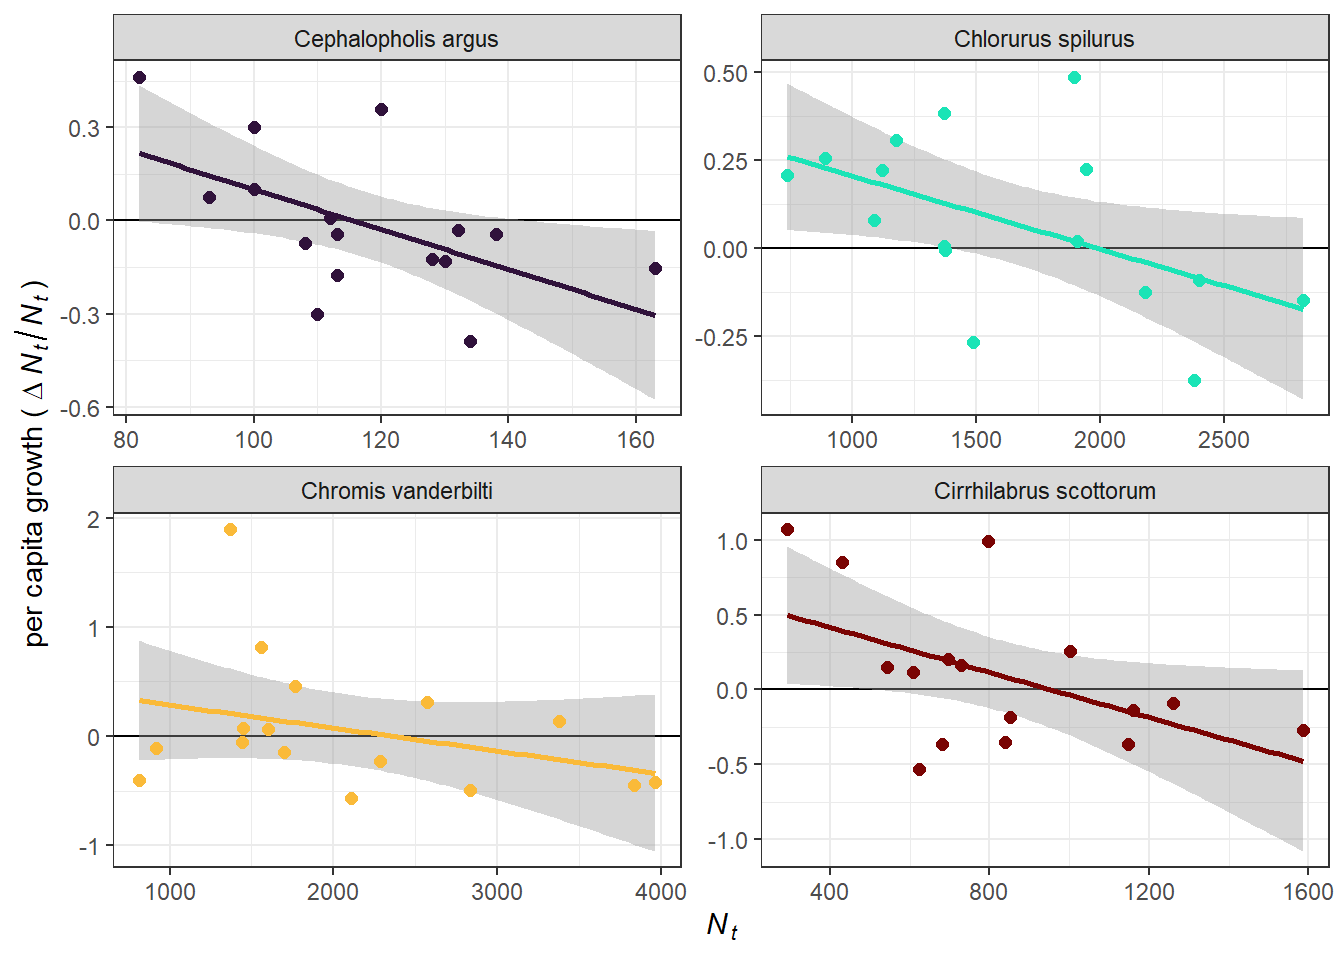 Cephalopholis argus
Chlorurus spilurus
0.3
0.0
-0.3
-0.6
80 100 120 140 160
0.50
0.25
0.00
-0.25
1000 1500 2000 2500
Chromis vanderbilti
Cirrhilabrus scottorum
2
1
0
-1
1000 2000 3000 4000
1.0
0.5
0.0
-0.5
-1.0
400 800 1200 1600
per capita growth ( Δ Nt / Nt )
Nt